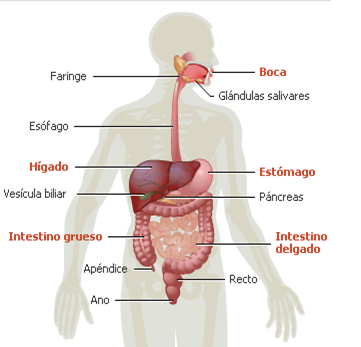 Boca
Faringe
Glándulas salivares
Esófago
Hígado
Estómago
Vesícula biliar
Páncreas
Intestino grueso
Intestino
delgado
Apéndice
Recto
Ano